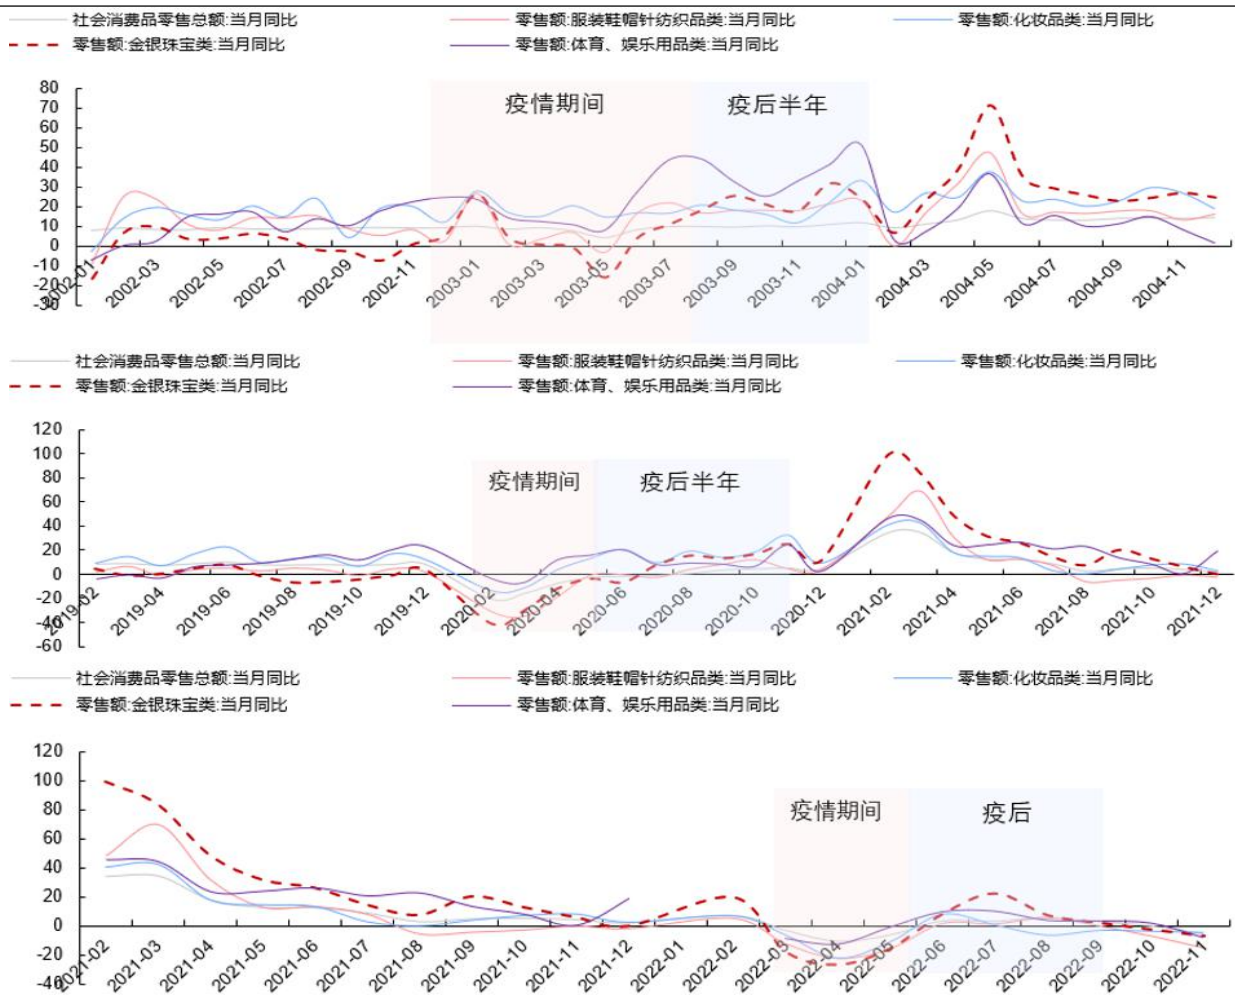 社会消费品零售总额:当月同比 零售额:服装鞋帽针纺织品类:当月同比 零售额:化妆品类:当月同比
零售额:金银珠宝类:当月同比 零售额:体育、娱乐用品类:当月同比
疫情期间 疫后半年
80
70
60
50
40
30
20
10
0
-10
-20
-30
2002-01 2002-03 2002-05 2002-07 2002-09 2002-11 2003-01 2003-03 2003-05 2003-07 2003-09 2003-11 2004-01 2004-03 2004-05 2004-07 2004-09 2004-11
社会消费品零售总额:当月同比 零售额:服装鞋帽针纺织品类:当月同比 零售额:化妆品类:当月同比
零售额:金银珠宝类:当月同比 零售额:体育、娱乐用品类:当月同比
疫情期间 疫后半年
120
100
80
60
40
20
0
-20
-40
-60
2019-02 2019-04 2019-06 2019-08 2019-10 2019-12 2020-02 2020-04 2020-06 2020-08 2020-10 2020-12 2021-02 2021-04 2021-06 2021-08 2021-10 2021-12
社会消费品零售总额:当月同比 零售额:服装鞋帽针纺织品类:当月同比 零售额:化妆品类:当月同比
零售额:金银珠宝类:当月同比 零售额:体育、娱乐用品类:当月同比
疫情期间 疫后
120
100
80
60
40
20
0
-20
-40
2021-02 2021-03 2021-04 2021-05 2021-06 2021-07 2021-08 2021-09 2021-10 2021-11 2021-12 2022-01 2022-02 2022-03 2022-04 2022-05 2022-06 2022-07 2022-08 2022-09 2022-10 2022-11